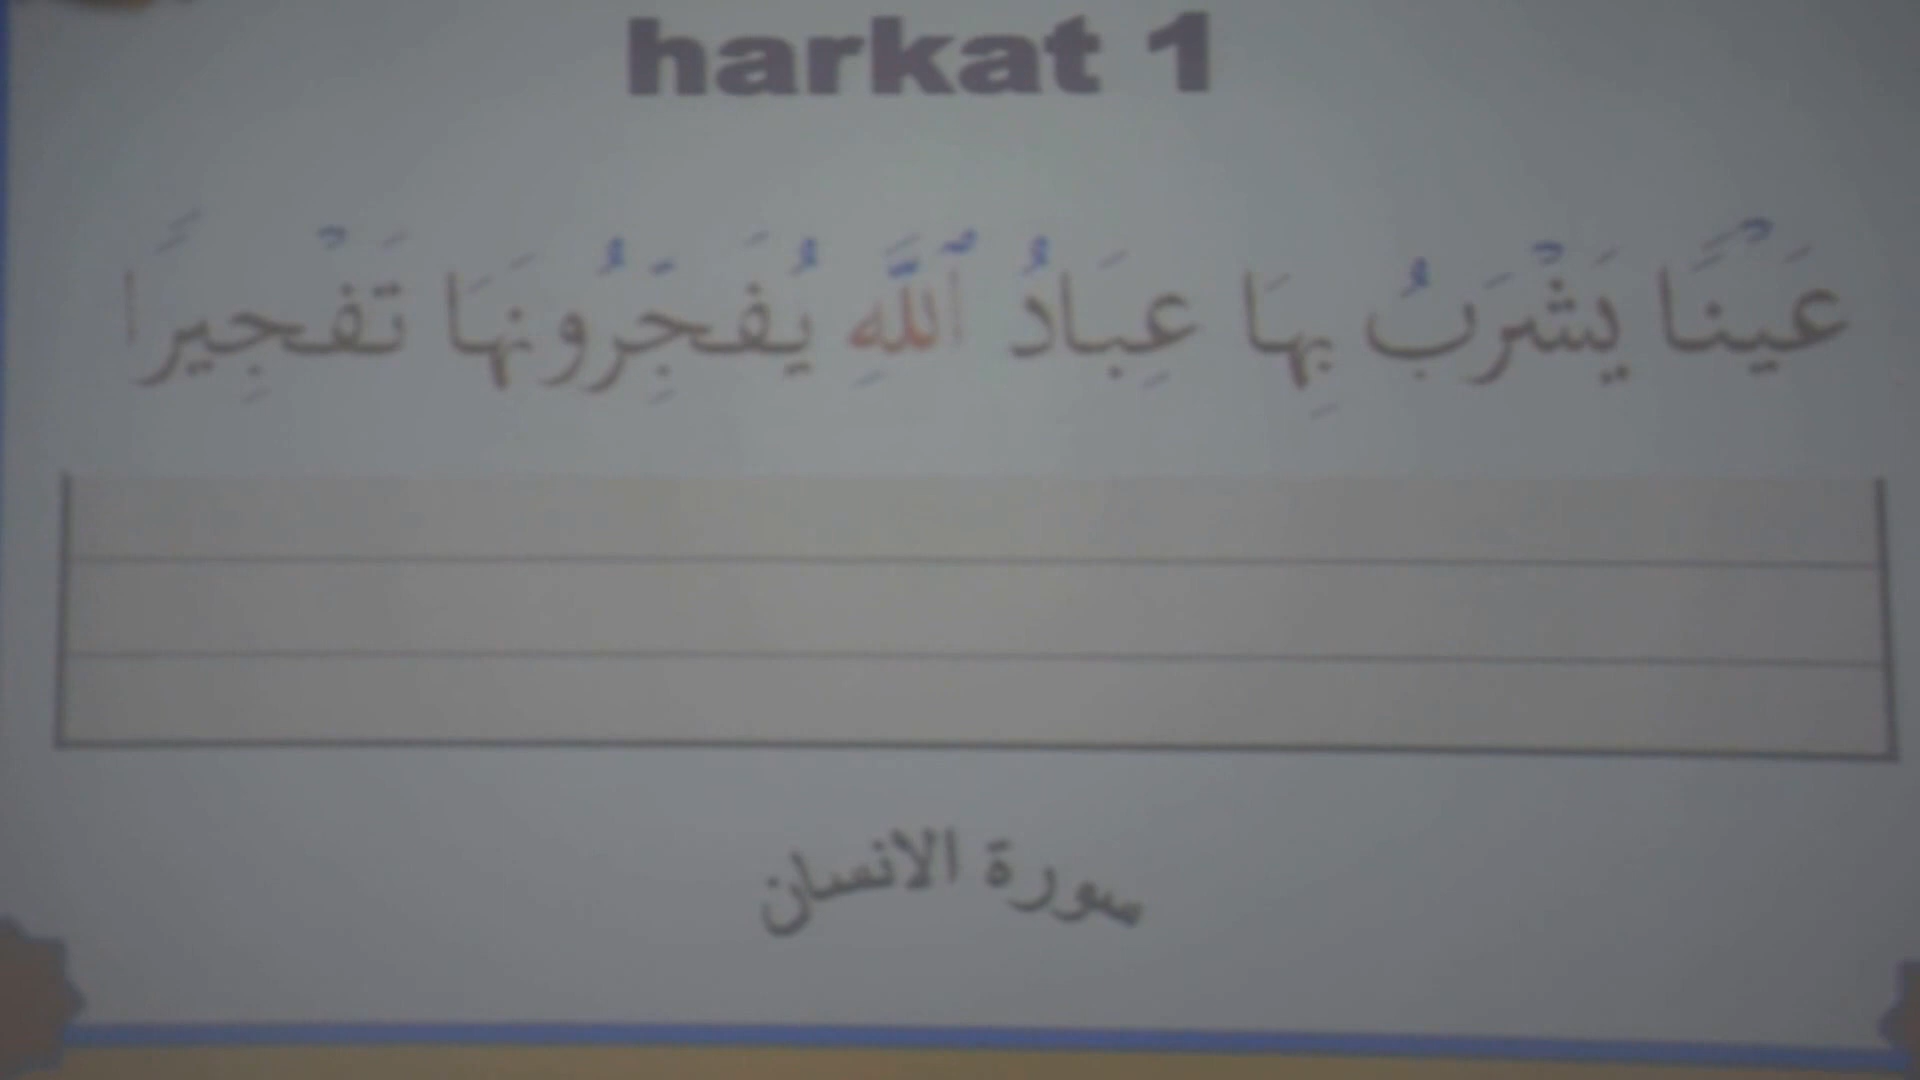 harkat 1
عَيْنًا يَشْرَبُ بِهَا عِبَادُ ٱللَّهِ يُفَجِّرُونَهَا تَفْجِيرًا
سورة الانسان